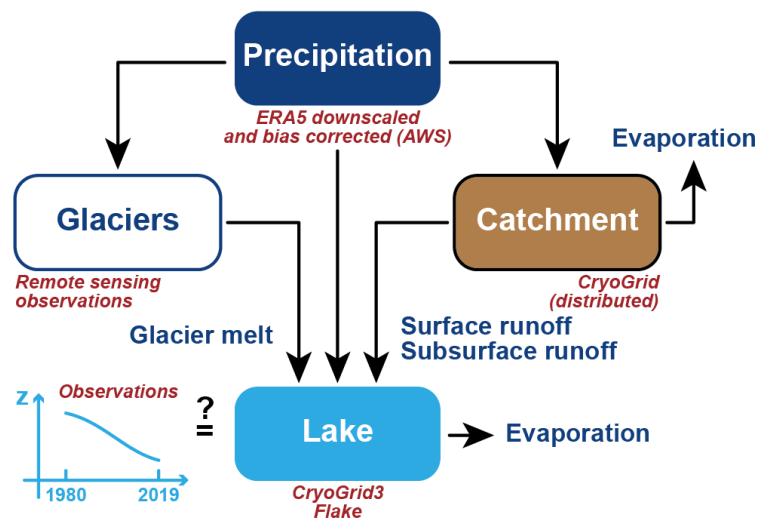 Precipitation
ERA5 downscaled
and bias corrected (AWS)
Evaporation
Glaciers
Catchment
Remote sensing
observations
CryoGrid
(distributed)
Glacier melt
Surface runoff
Subsurface runoff
Observations
z
?
=
Lake
Evaporation
1980
2019
CryoGrid3
Flake